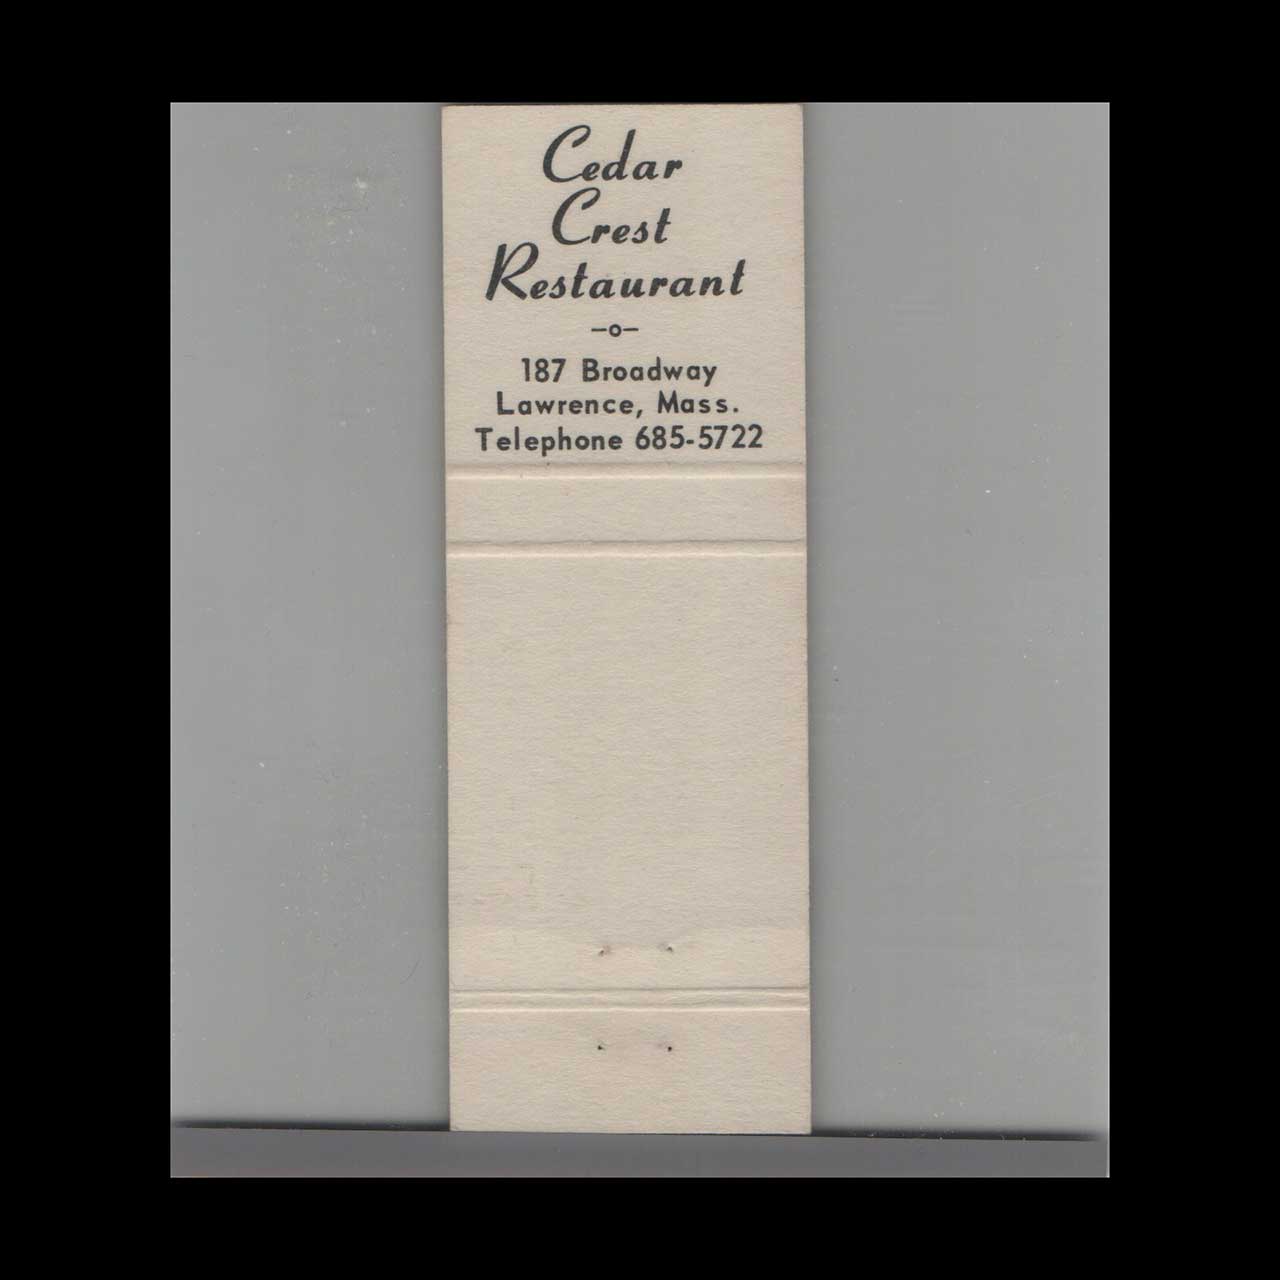 Cedar
Crest
Restaurant
—o—
187 Broadway
Lawrence, Mass.
Telephone 685-5722